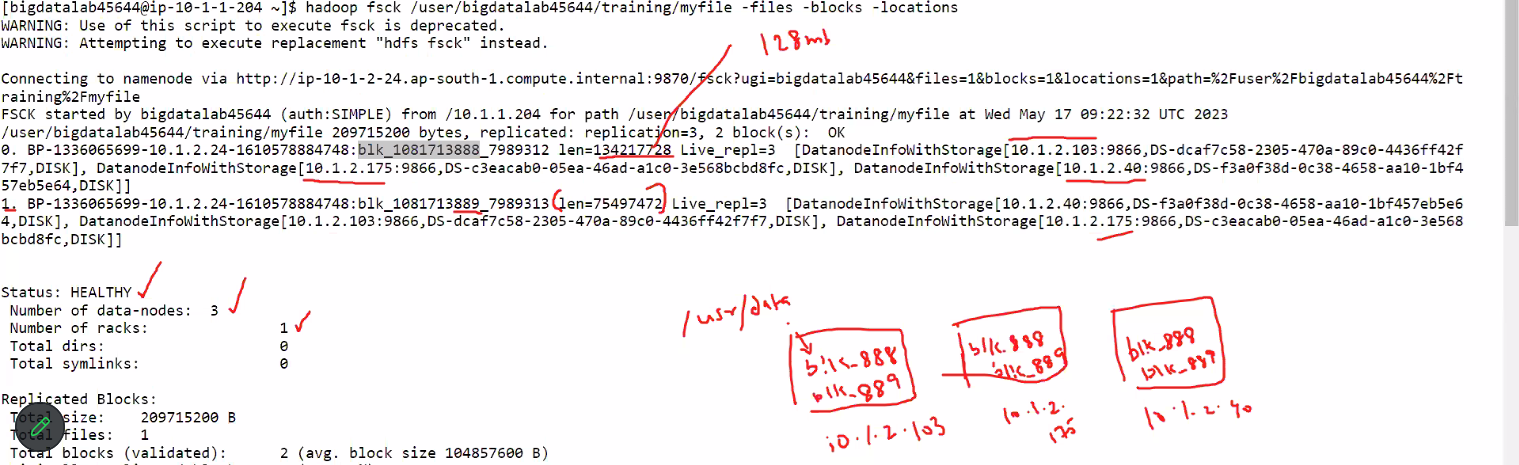 [bigdatalab45644@ip-10-1-1-204 ~]$ hadoop fsck /user/bigdatalab45644/training/myfile -files -blocks -locations
WARNING: Use of this script to execute fsck is deprecated.
WARNING: Attempting to execute replacement "hdfs fsck" instead.
128mb
Connecting to namenode via http://ip-10-1-2-24.ap-south-1.compute.internal:9870/fsck?ugi=bigdatalab45644&files=1&blocks=1&locations=1&path=%2Fuser%2Fbigdatalab45644%2Ft
raining%2Fmyfile
FSCK started by bigdatalab45644 (auth:SIMPLE) from /10.1.1.204 for path /user/bigdatalab45644/training/myfile at Wed May 17 09:22:32 UTC 2023
/user/bigdatalab45644/training/myfile 209715200 bytes, replicated: replication=3, 2 block(s):  OK
0. BP-1336065699-10.1.2.24-1610578884748:blk_1081713888_7989312 len=134217728 Live_repl=3  [DatanodeInfoWithStorage[10.1.2.103:9866,DS-dcaf7c58-2305-470a-89c0-4436ff42f
7f7,DISK], DatanodeInfoWithStorage[10.1.2.175:9866,DS-c3eacab0-05ea-46ad-a1c0-3e568bcbd8fc,DISK], DatanodeInfoWithStorage[10.1.2.40:9866,DS-f3a0f38d-0c38-4658-aa10-1bf4
57eb5e64,DISK]]
1. BP-1336065699-10.1.2.24-1610578884748:blk_1081713889_7989313 len=75497472 Live_repl=3  [DatanodeInfoWithStorage[10.1.2.40:9866,DS-f3a0f38d-0c38-4658-aa10-1bf457eb5e6
4,DISK], DatanodeInfoWithStorage[10.1.2.103:9866,DS-dcaf7c58-2305-470a-89c0-4436ff42f7f7,DISK], DatanodeInfoWithStorage[10.1.2.175:9866,DS-c3eacab0-05ea-46ad-a1c0-3e568
bcbd8fc,DISK]]
Status: HEALTHY
Number of data-nodes:  3
Number of racks:  1
Total dirs:  0
Total symlinks:  0
/usr/data
blk_888
blk_889
10.1.2.103
blk_888
blk_889
10.1.2.
175
blk_888
blk_889
10.1.2.40
Replicated Blocks:
Total size:  209715200 B
Total files:  1
Total blocks (validated):  2 (avg. block size 104857600 B)